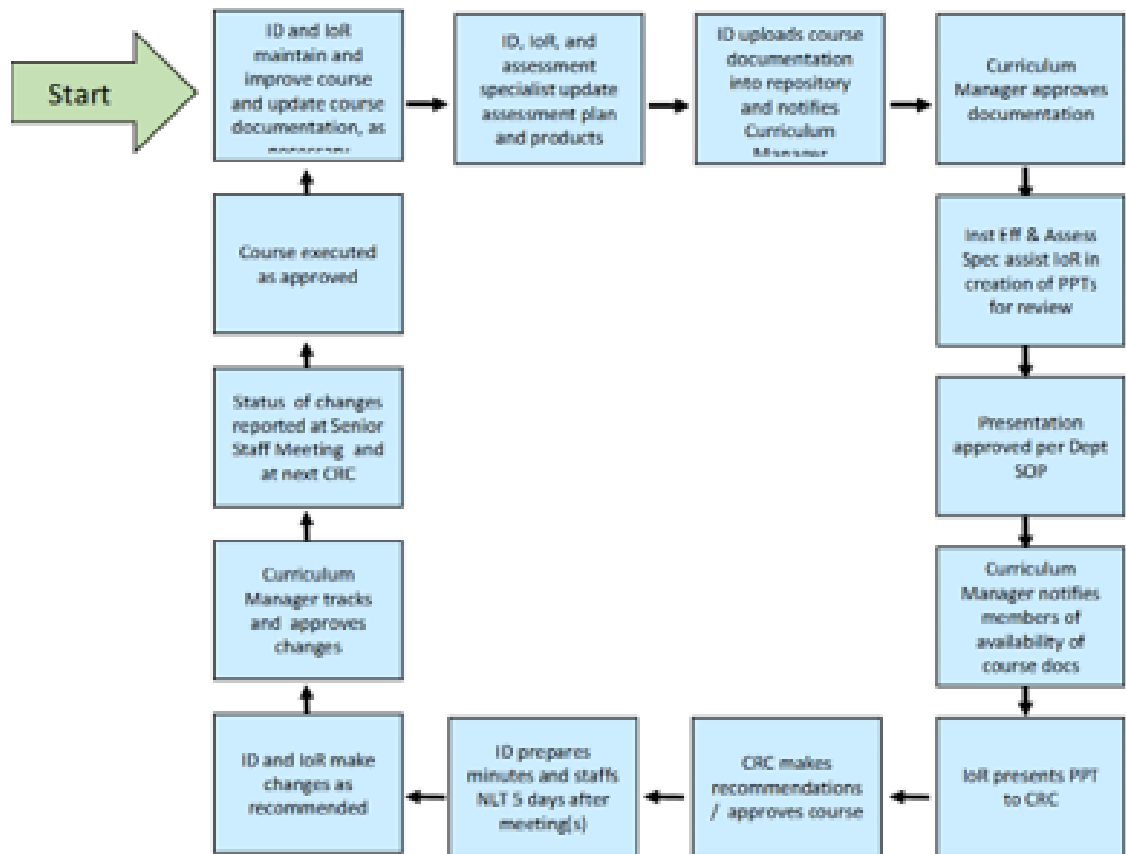 Start
ID and IoR
maintain and
improve course
and update course
documentation, as
necessary
ID, IoR, and
assessment
specialist update
assessment plan
and products
ID uploads course
documentation
into repository
and notifies
Curriculum
Manager
Curriculum
Manager approves
documentation
Inst Eff & Assess
Spec assist IoR in
creation of PPTs
for review
Presentation
approved per Dept
SOP
Curriculum
Manager notifies
members of
availability of
course docs
IoR presents PPT
to CRC
CRC makes
recommendations
/ approves course
ID prepares
minutes and staffs
NLT 5 days after
meeting(s)
ID and IoR make
changes as
recommended
Curriculum
Manager tracks
and approves
changes
Status of changes
reported at Senior
Staff Meeting and
at next CRC
Course executed
as approved